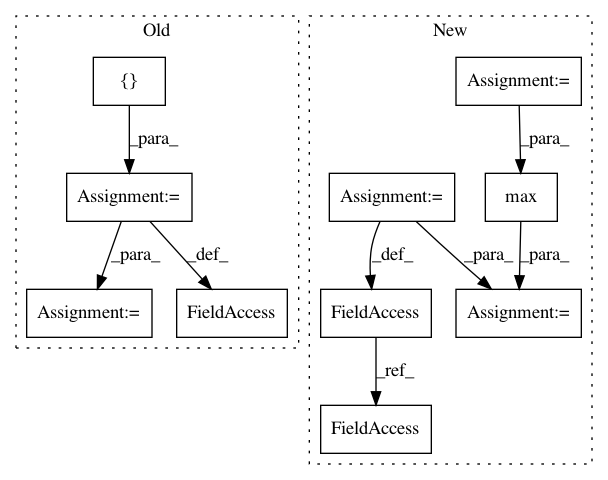 Old
New
{}
Assignment:=
_para_
_para_
Assignment:=
Assignment:=
max
_para_
_def_
_def_
_para_
_para_
Assignment:=
FieldAccess
FieldAccess
Assignment:=
_ref_
FieldAccess